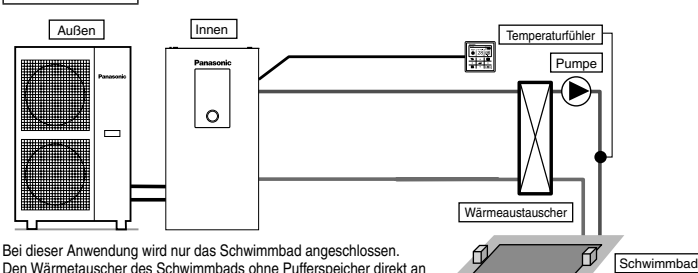 Außen
Innen
Temperaturfühler
Pumpe
Panasonic
Panasonic
Wärmeaustauscher
Schwimmbad
Bei dieser Anwendung wird nur das Schwimmbad angeschlossen.
Den Wärmetauscher des Schwimmbads ohne Pufferspeicher direkt an